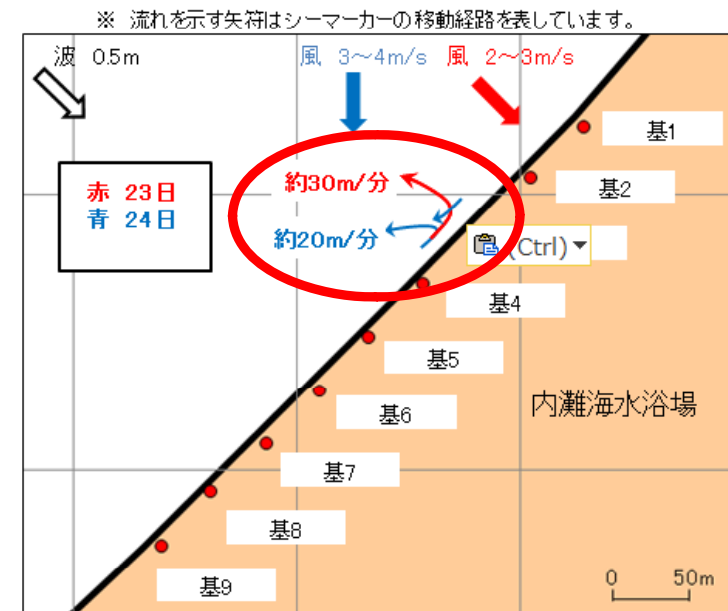 ※ 流れを示す矢符はシーマーカーの移動経路を表しています。
波 0.5m
風 3～4m/s
風 2～3m/s
赤 23日
青 24日
約30m/分
約20m/分
(Ctrl)
基1
基2
基4
基5
基6
基7
基8
基9
内灘海水浴場
0 50m